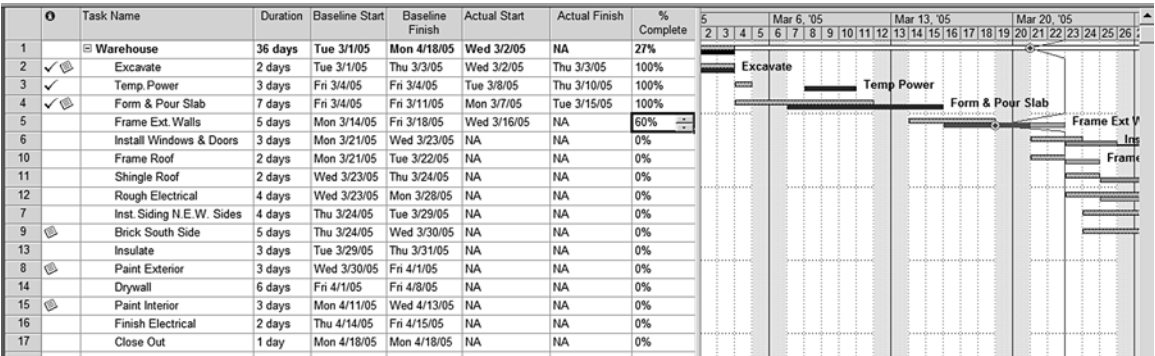 Task Name Duration Baseline Start Baseline Finish Actual Start Actual Finish % Complete
5 Mar 6, '05 Mar 13, '05 Mar 20, '05
2 3 4 5 6 7 8 9 10 11 12 13 14 15 16 17 18 19 20 21 22 23 24 25 26
1 Warehouse 36 days Tue 3/1/05 Mon 4/18/05 Wed 3/2/05 NA 27%
2 Excavate 2 days Tue 3/1/05 Thu 3/3/05 Wed 3/2/05 Thu 3/3/05 100% Excavate
3 Temp. Power 3 days Fri 3/4/05 Fri 3/4/05 Tue 3/8/05 Thu 3/10/05 100% Temp Power
4 Form & Pour Slab 7 days Fri 3/4/05 Fri 3/11/05 Mon 3/7/05 Tue 3/15/05 100% Form & Pour Slab
5 Frame Ext. Walls 5 days Mon 3/14/05 Fri 3/18/05 Wed 3/16/05 NA 60% Frame Ext W
6 Install Windows & Doors 3 days Mon 3/21/05 Wed 3/23/05 NA NA 0% Ins
10 Frame Roof 2 days Mon 3/21/05 Tue 3/22/05 NA NA 0% Frame
11 Shingle Roof 2 days Wed 3/23/05 Thu 3/24/05 NA NA 0%
12 Rough Electrical 4 days Wed 3/23/05 Mon 3/28/05 NA NA 0%
7 Inst. Siding N.E.W. Sides 4 days Thu 3/24/05 Tue 3/29/05 NA NA 0%
9 Brick South Side 5 days Thu 3/24/05 Wed 3/30/05 NA NA 0%
13 Insulate 3 days Tue 3/29/05 Thu 3/31/05 NA NA 0%
8 Paint Exterior 3 days Wed 3/30/05 Fri 4/1/05 NA NA 0%
14 Drywall 6 days Fri 4/1/05 Fri 4/8/05 NA NA 0%
15 Paint Interior 3 days Mon 4/11/05 Wed 4/13/05 NA NA 0%
16 Finish Electrical 2 days Thu 4/14/05 Fri 4/15/05 NA NA 0%
17 Close Out 1 day Mon 4/18/05 Mon 4/18/05 NA NA 0%